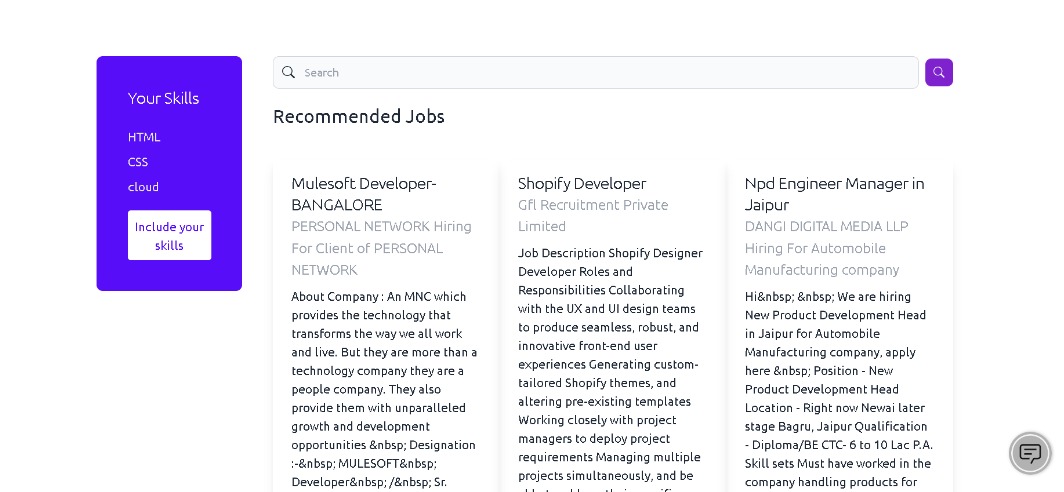 Search
Your Skills
HTML
CSS
cloud
Include your
skills
Recommended Jobs
Mulesoft Developer-
BANGALORE
PERSONAL NETWORK Hiring
For Client of PERSONAL
NETWORK
About Company : An MNC which
provides the technology that
transforms the way we all work
and live. But they are more than a
technology company they are a
people company. They also
provide them with unparalleled
growth and development
opportunities &nbsp; Designation
:-&nbsp; MULESOFT&nbsp;
Developer&nbsp; /&nbsp; Sr.
Shopify Developer
Gfl Recruitment Private
Limited
Job Description Shopify Designer
Developer Roles and
Responsibilities Collaborating
with the UX and UI design teams
to produce seamless, robust, and
innovative front-end user
experiences Generating custom-
tailored Shopify themes, and
altering pre-existing templates
Working closely with project
managers to deploy project
requirements Managing multiple
projects simultaneously, and be
Npd Engineer Manager in
Jaipur
DANGI DIGITAL MEDIA LLP
Hiring For Automobile
Manufacturing company
Hi&nbsp; &nbsp; We are hiring
New Product Development Head
in Jaipur for Automobile
Manufacturing company, apply
here &nbsp; Position - New
Product Development Head
Location - Right now Newai later
stage Bagru, Jaipur Qualification
- Diploma/BE CTC- 6 to 10 Lac P.A.
Skill sets Must have worked in the
company handling products for